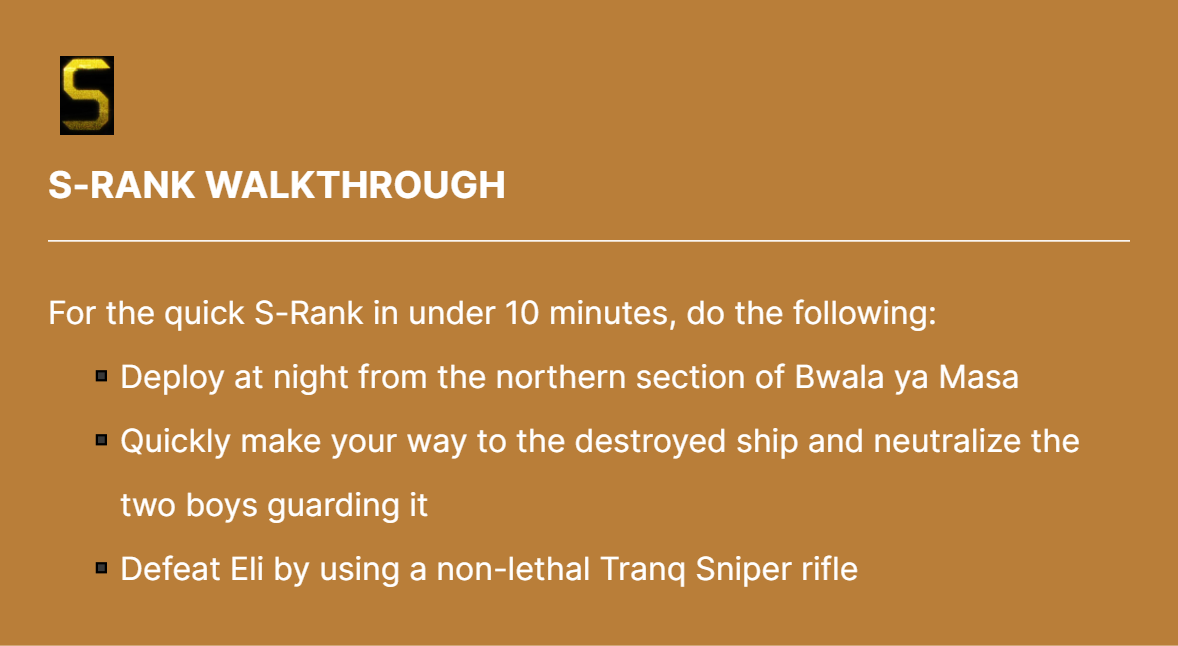 S
S-RANK WALKTHROUGH
For the quick S-Rank in under 10 minutes, do the following:
Deploy at night from the northern section of Bwala ya Masa
Quickly make your way to the destroyed ship and neutralize the
two boys guarding it
Defeat Eli by using a non-lethal Tranq Sniper rifle